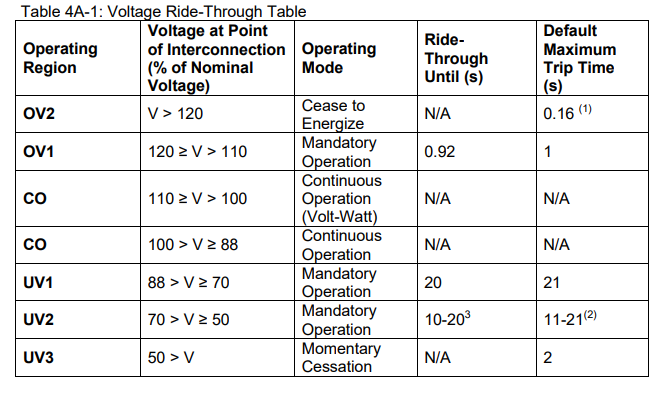 Table 4A-1: Voltage Ride-Through Table
Operating Region | Voltage at Point of Interconnection (% of Nominal Voltage) | Operating Mode | Ride-Through Until (s) | Default Maximum Trip Time (s)
OV2 | V > 120 | Cease to Energize | N/A | 0.16 (1)
OV1 | 120 ≥ V > 110 | Mandatory Operation | 0.92 | 1
CO | 110 ≥ V > 100 | Continuous Operation (Volt-Watt) | N/A | N/A
CO | 100 > V ≥ 88 | Continuous Operation | N/A | N/A
UV1 | 88 > V ≥ 70 | Mandatory Operation | 20 | 21
UV2 | 70 > V ≥ 50 | Mandatory Operation | 10-20³ | 11-21(2)
UV3 | 50 > V | Momentary Cessation | N/A | 2